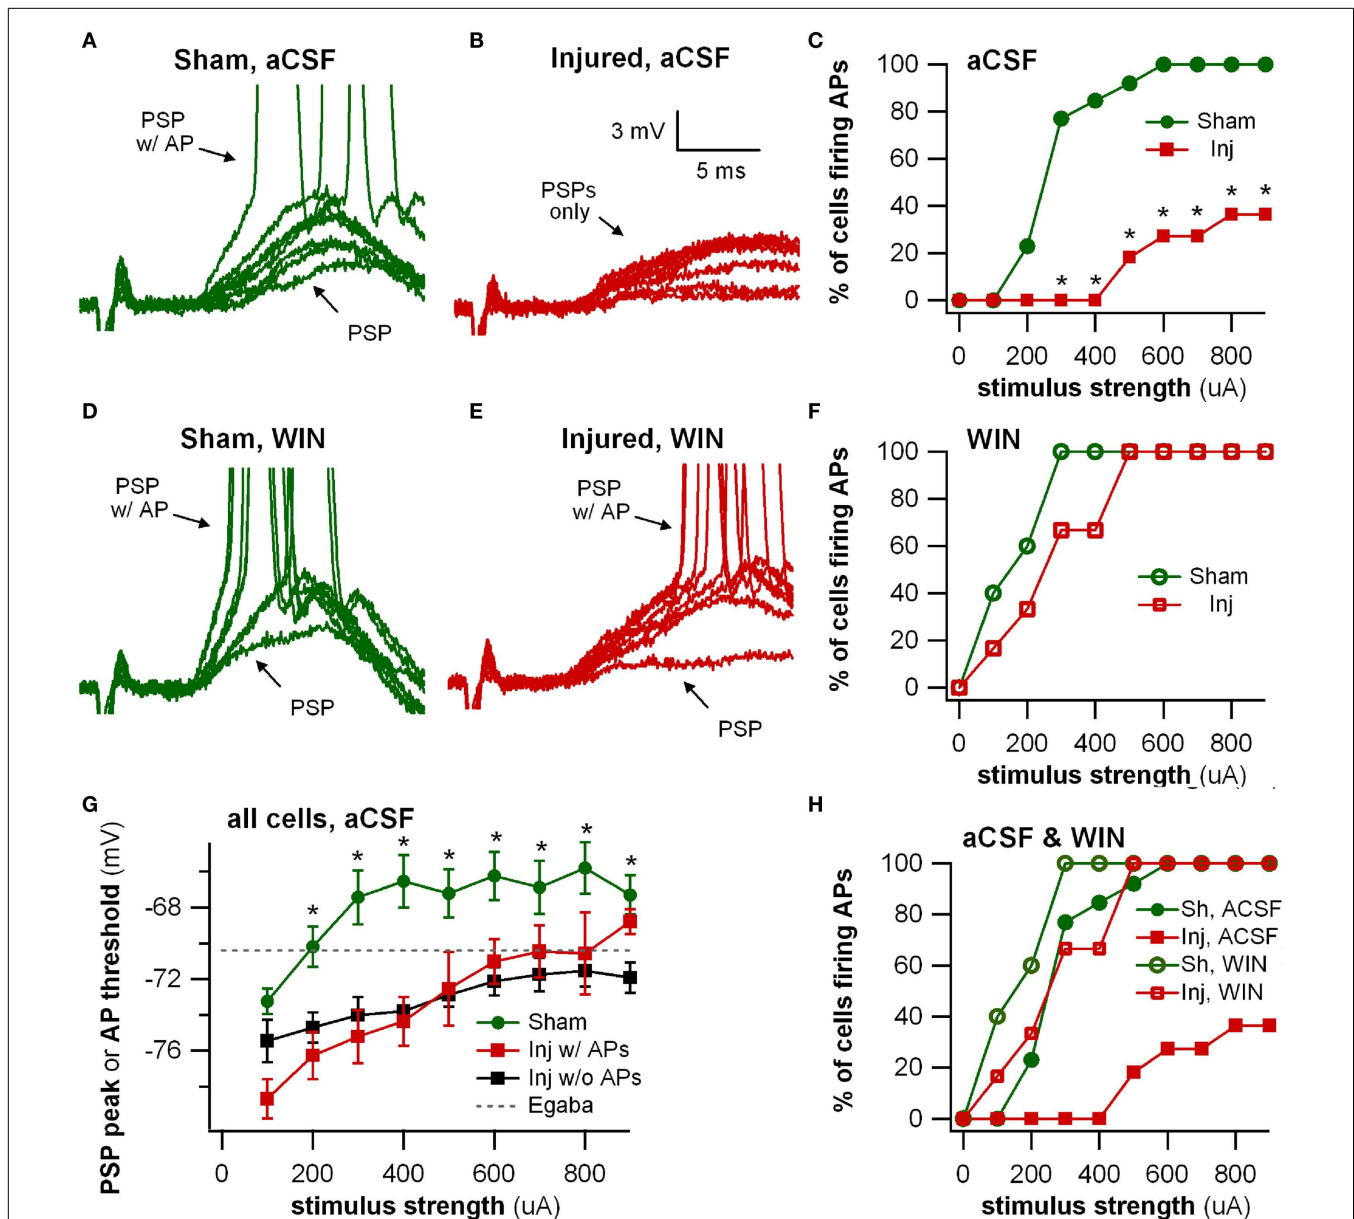 A
Sham, aCSF
PSP
w/ AP
PSP
B
Injured, aCSF
3 mV
5 ms
PSPs
only
C
aCSF
% of cells firing APs
100
80
60
40
20
0
Sham
Inj
* * * * * * *
0 200 400 600 800
stimulus strength (uA)
D
Sham, WIN
PSP
w/ AP
PSP
E
Injured, WIN
PSP
w/ AP
PSP
F
WIN
% of cells firing APs
100
80
60
40
20
0
Sham
Inj
0 200 400 600 800
stimulus strength (uA)
G
all cells, aCSF
PSP peak or AP threshold (mV)
* * * * * * * *
-68
-72
-76
Sham
Inj w/ APs
Inj w/o APs
Egaba
0 200 400 600 800
stimulus strength (uA)
H
aCSF & WIN
% of cells firing APs
100
80
60
40
20
0
Sh, ACSF
Inj, ACSF
Sh, WIN
Inj, WIN
0 200 400 600 800
stimulus strength (uA)